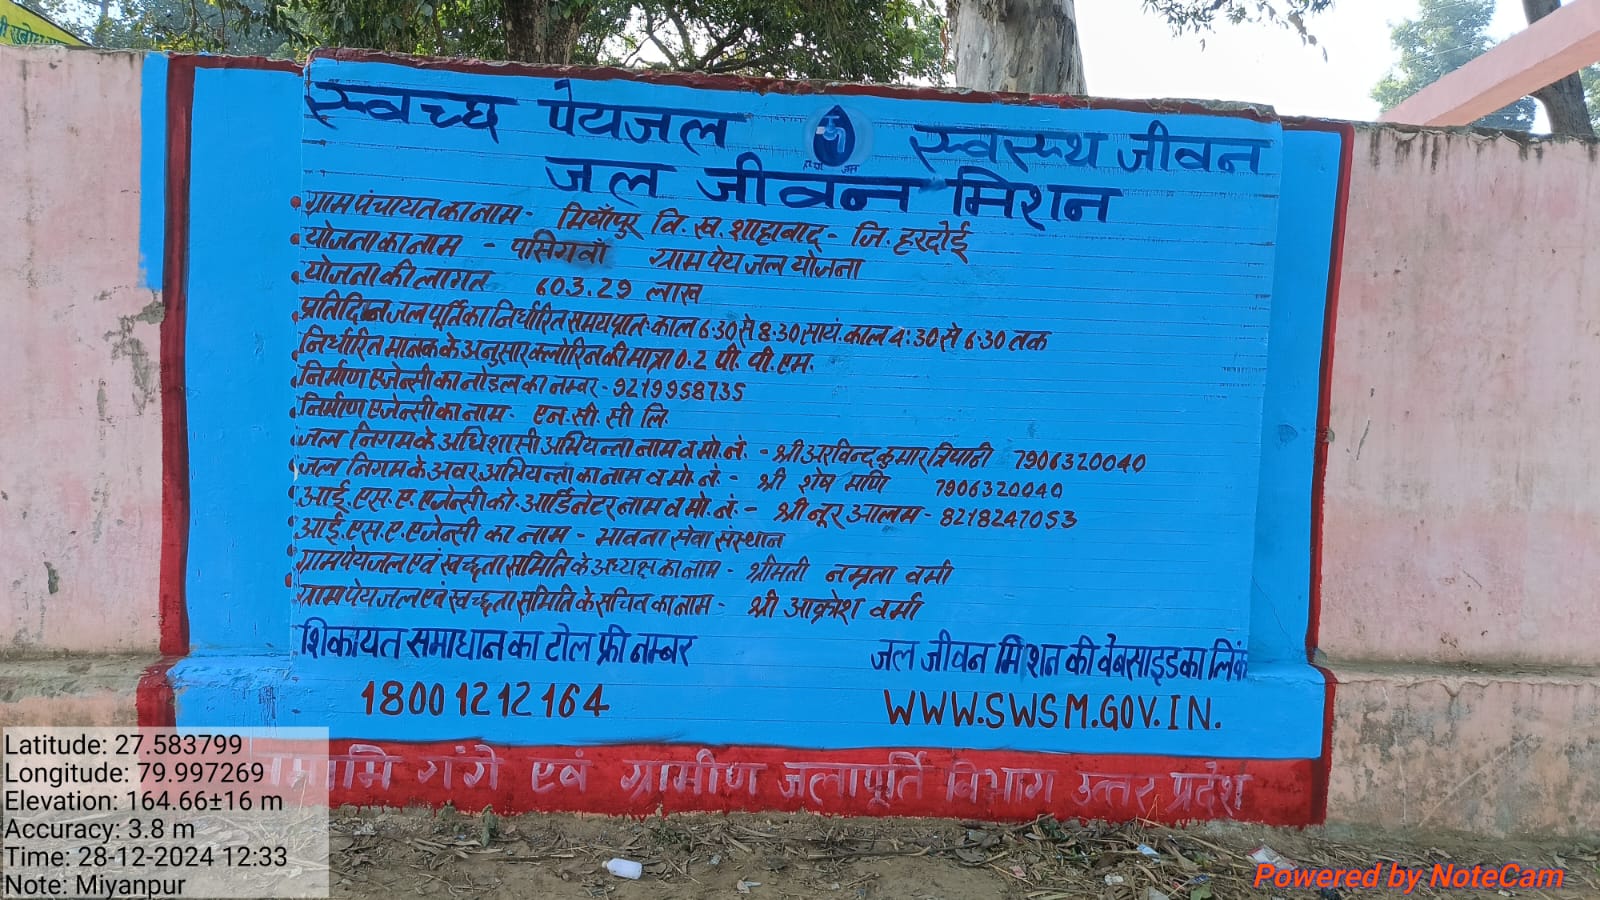 स्वच्छ पेयजल स्वस्थ जीवन
जल जीवन मिशन
ग्राम पंचायत का नाम - मियाँपुर वि. ख. शाहाबाद - जि. हरदोई
योजना का नाम - पसिगवाँ ग्राम पेय जल योजना
योजना की लागत 603.29 लाख
प्रतिदिन जल पूर्ति का निर्धारित समय प्रातः काल 6:30 से 8:30 सायं काल 4:30 से 6:30 तक
निर्धारित मानक के अनुसार क्लोरिन की मात्रा 0.2 पी. पी. एम.
निर्माण एजेन्सी का नोडल का नम्बर - 9219958735
निर्माण एजेन्सी का नाम - एन. सी. सी लि.
जल निगम के अधिशासी अभियन्ता नाम व मो. नं. - श्री अरविन्द कुमार त्रिपाठी 7906320040
जल निगम के अवर अभियन्ता का नाम व मो. नं. - श्री शेष मणि 7906320040
आई. एस. ए. एजेन्सी को आर्डिनेटर नाम व मो. नं. - श्री नूर आलम - 8218247053
आई. एस. ए. एजेन्सी का नाम - भावना सेवा संस्थान
ग्राम पेयजल एवं स्वच्छता समिति के अध्यक्ष का नाम - श्रीमती नम्रता वर्मा
ग्राम पेयजल एवं स्वच्छता समिति के सचिव का नाम - श्री आक्रोश वर्मा
शिकायत समाधान का टोल फ्री नम्बर
1800 12 12 164
जल जीवन मिशन की वेबसाइड का लिंक
WWW.SWSM.GOV.IN.
नमामि गंगे एवं ग्रामीण जलापूर्ति विभाग उत्तर प्रदेश
Latitude: 27.583799
Longitude: 79.997269
Elevation: 164.66±16 m
Accuracy: 3.8 m
Time: 28-12-2024 12:33
Note: Miyanpur
Powered by NoteCam